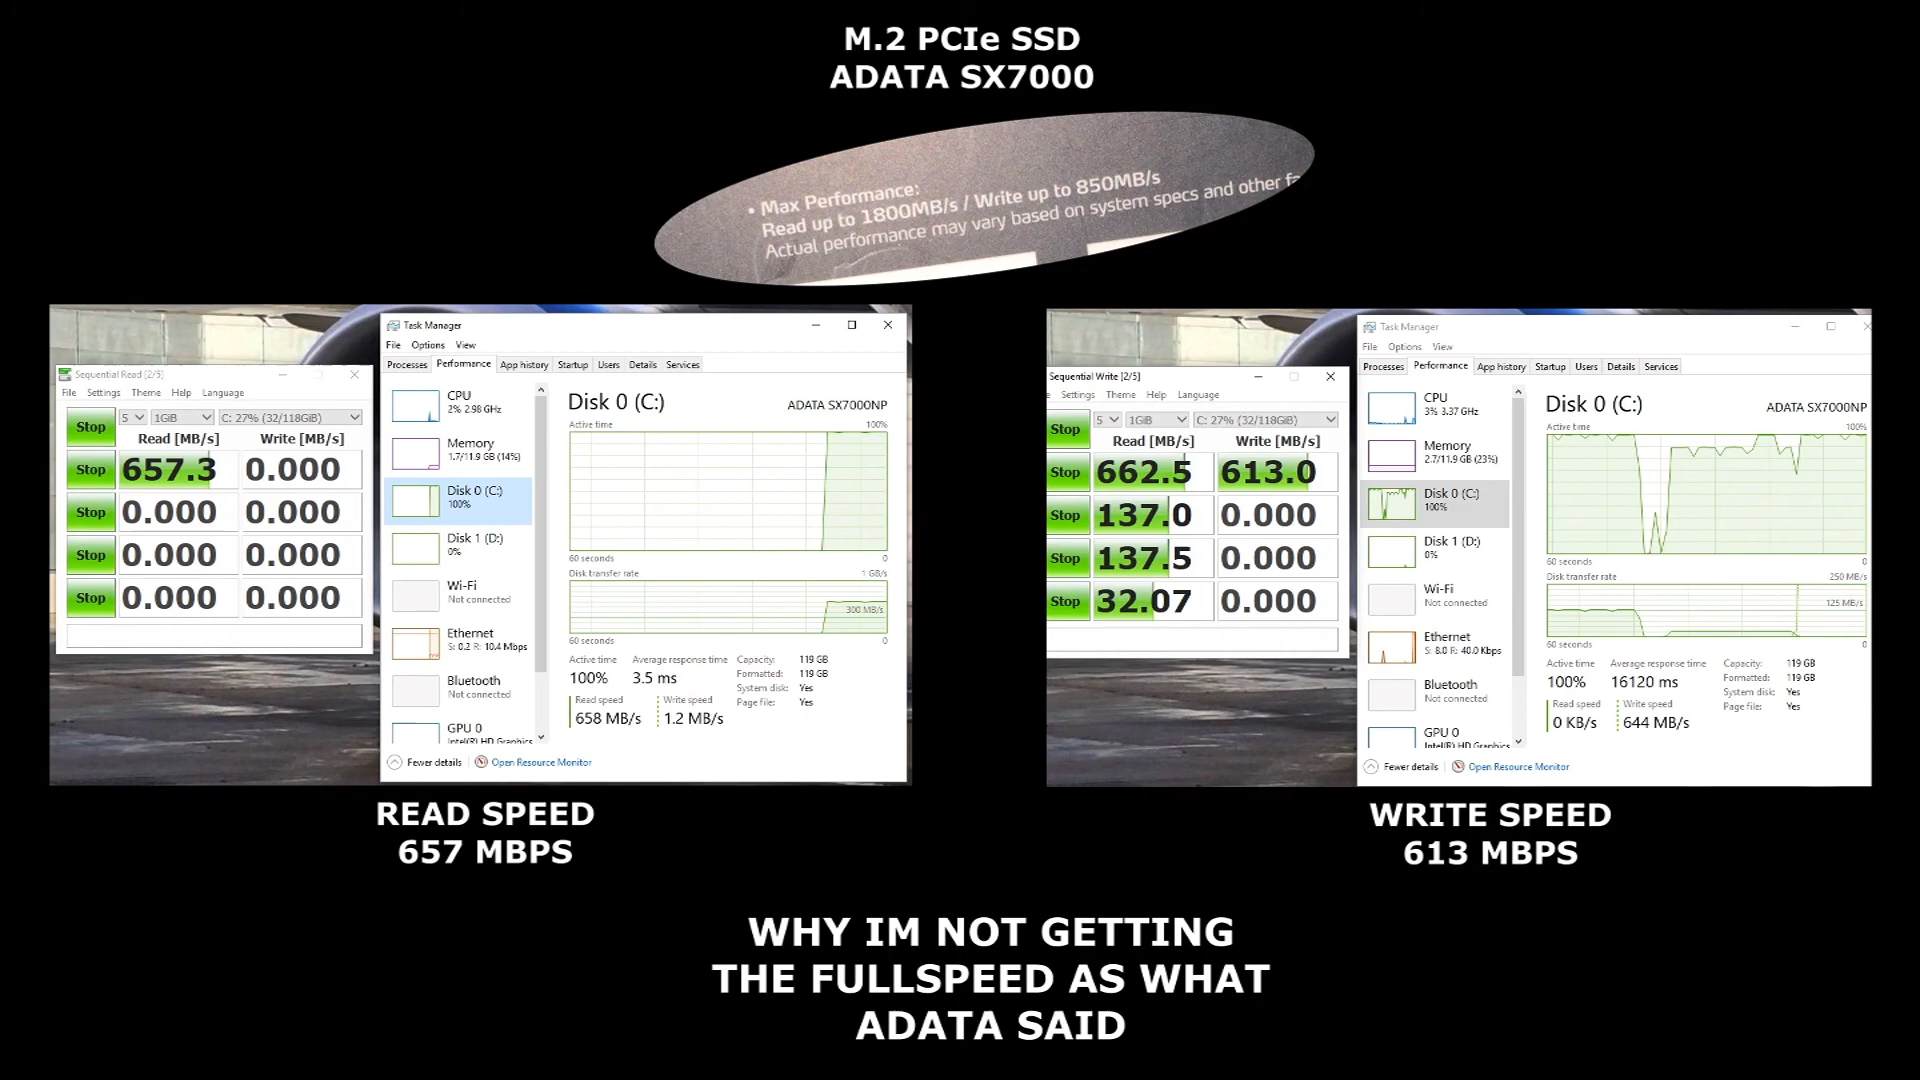 M.2 PCIe SSD
ADATA SX7000
• Max Performance:
Read up to 1800MB/s / Write up to 850MB/s
Actual performance may vary based on system specs and other
Sequential Read [2/5]
File Settings Theme Help Language
Stop 5 1GiB C: 27% (32/118GiB)
Read [MB/s] Write [MB/s]
Stop 657.3 0.000
Stop 0.000 0.000
Stop 0.000 0.000
Stop 0.000 0.000
Task Manager
File Options View
Processes Performance App history Startup Users Details Services
CPU
2% 2.98 GHz
Memory
1.7/11.9 GB (14%)
Disk 0 (C:)
100%
Disk 1 (D:)
0%
Wi-Fi
Not connected
Ethernet
S: 0.2 R: 10.4 Mbps
Bluetooth
Not connected
GPU 0
Intel(R) HD Graphics
Disk 0 (C:) ADATA SX7000NP
Active time 100%
60 seconds 0
Disk transfer rate 1 GB/s
300 MB/s
60 seconds 0
Active time Average response time
100% 3.5 ms
Read speed Write speed
658 MB/s 1.2 MB/s
Capacity: 119 GB
Formatted: 119 GB
System disk: Yes
Page file: Yes
Fewer details Open Resource Monitor
Sequential Write [2/5]
Settings Theme Help Language
Stop 5 1GiB C: 27% (32/118GiB)
Read [MB/s] Write [MB/s]
Stop 662.5 613.0
Stop 137.0 0.000
Stop 137.5 0.000
Stop 32.07 0.000
Task Manager
File Options View
Processes Performance App history Startup Users Details Services
CPU
3% 3.37 GHz
Memory
2.7/11.9 GB (23%)
Disk 0 (C:)
100%
Disk 1 (D:)
0%
Wi-Fi
Not connected
Ethernet
S: 8.0 R: 40.0 Kbps
Bluetooth
Not connected
GPU 0
Intel(R) HD Graphics
Disk 0 (C:) ADATA SX7000NP
Active time 100%
60 seconds 0
Disk transfer rate 250 MB/s
125 MB/s
60 seconds 0
Active time Average response time
100% 16120 ms
Read speed Write speed
0 KB/s 644 MB/s
Capacity: 119 GB
Formatted: 119 GB
System disk: Yes
Page file: Yes
Fewer details Open Resource Monitor
READ SPEED
657 MBPS
WRITE SPEED
613 MBPS
WHY IM NOT GETTING
THE FULLSPEED AS WHAT
ADATA SAID